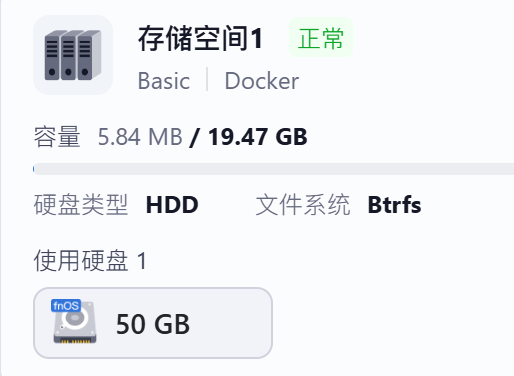 存储空间1 正常
Basic Docker
容量 5.84 MB / 19.47 GB
硬盘类型 HDD 文件系统 Btrfs
使用硬盘 1
fnOS
50 GB